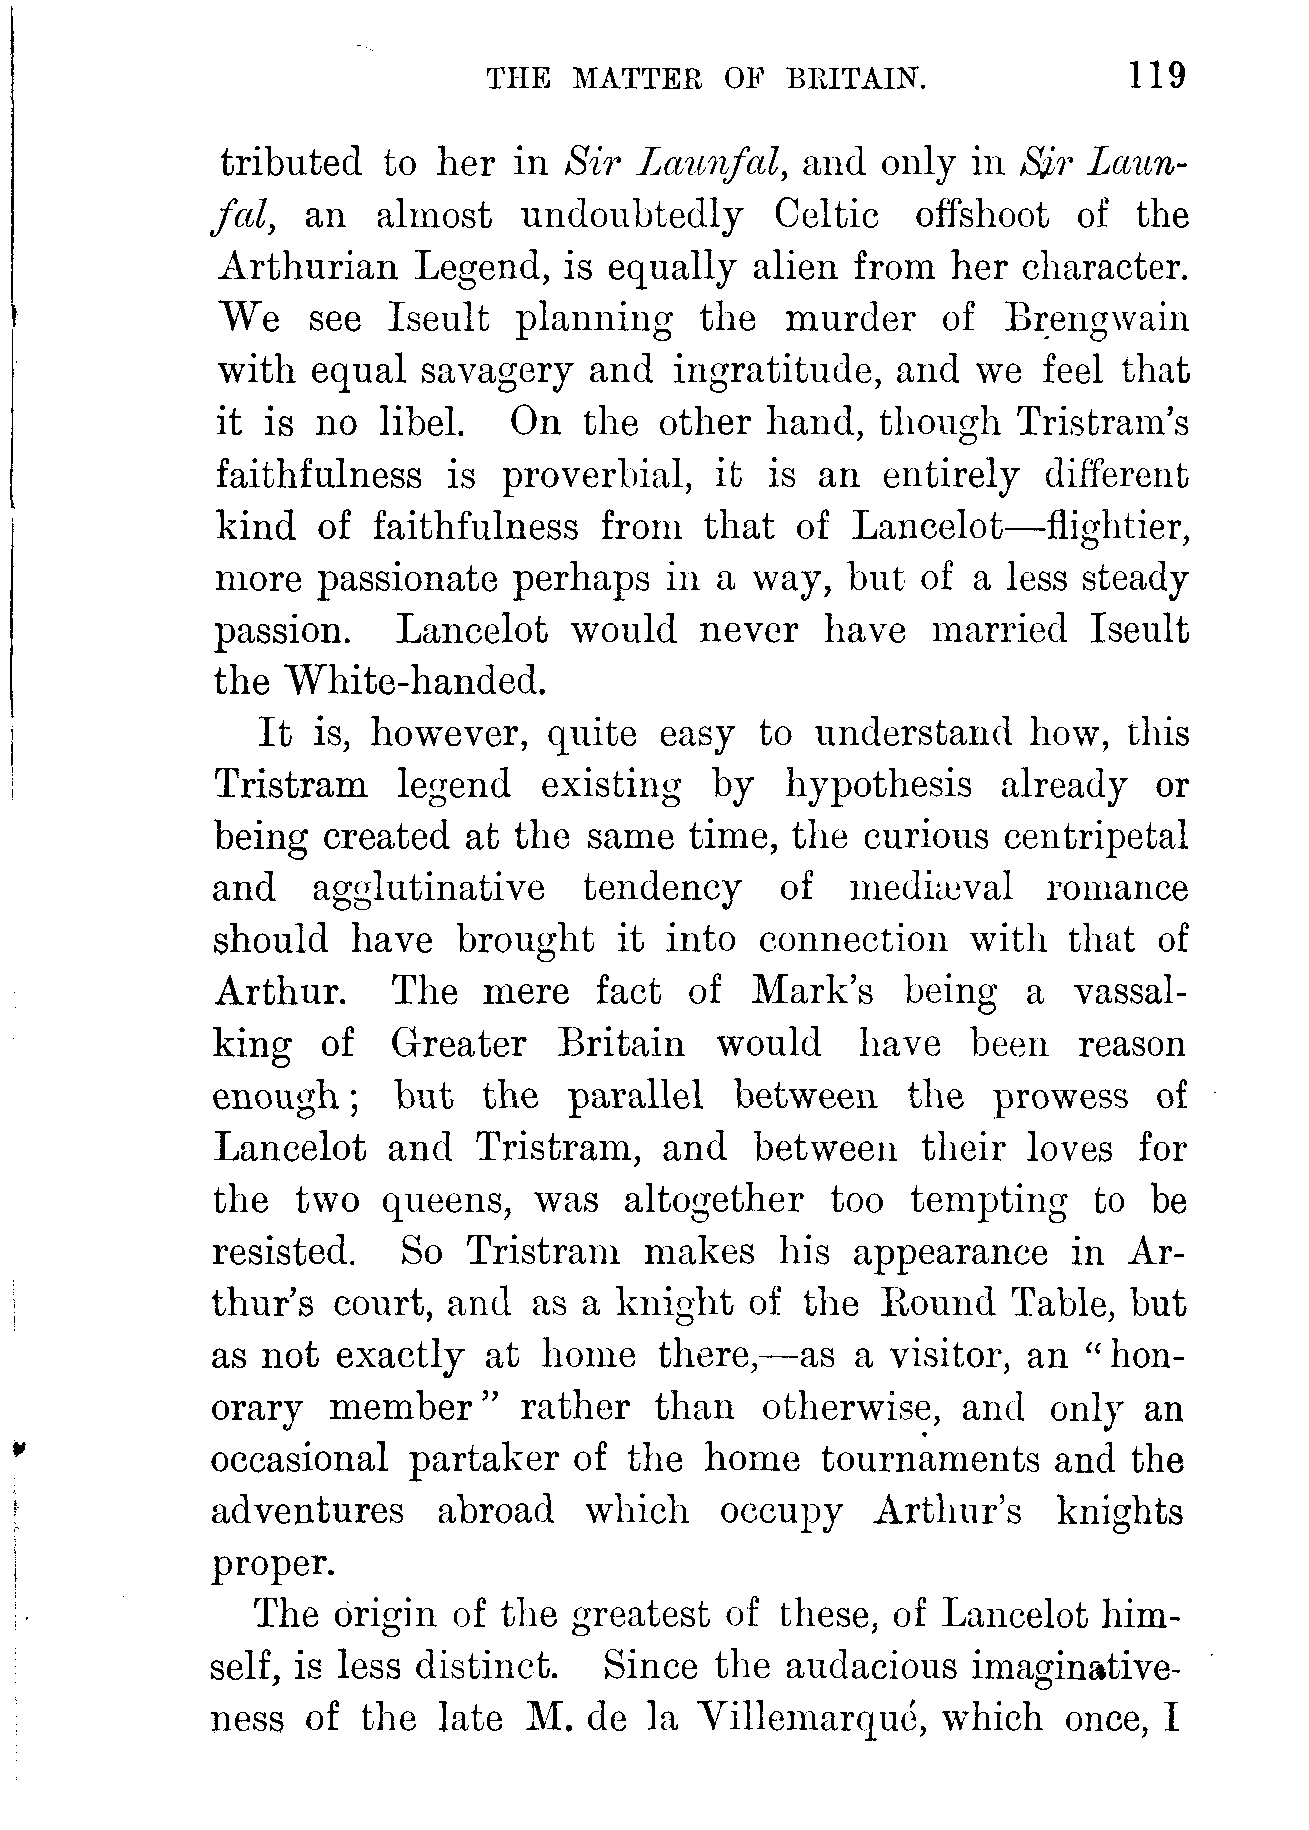 THE MATTER OF BRITAIN. 119
tributed to her in Sir Launfal, and only in Sir Laun-
fal, an almost undoubtedly Celtic offshoot of the
Arthurian Legend, is equally alien from her character.
We see Iseult planning the murder of Brengwain
with equal savagery and ingratitude, and we feel that
it is no libel. On the other hand, though Tristram's
faithfulness is proverbial, it is an entirely different
kind of faithfulness from that of Lancelot—flightier,
more passionate perhaps in a way, but of a less steady
passion. Lancelot would never have married Iseult
the White-handed.
It is, however, quite easy to understand how, this
Tristram legend existing by hypothesis already or
being created at the same time, the curious centripetal
and agglutinative tendency of mediæval romance
should have brought it into connection with that of
Arthur. The mere fact of Mark's being a vassal-
king of Greater Britain would have been reason
enough; but the parallel between the prowess of
Lancelot and Tristram, and between their loves for
the two queens, was altogether too tempting to be
resisted. So Tristram makes his appearance in Ar-
thur's court, and as a knight of the Round Table, but
as not exactly at home there,—as a visitor, an "hon-
orary member" rather than otherwise, and only an
occasional partaker of the home tournaments and the
adventures abroad which occupy Arthur's knights
proper.
The origin of the greatest of these, of Lancelot him-
self, is less distinct. Since the audacious imaginative-
ness of the late M. de la Villemarqué, which once, I